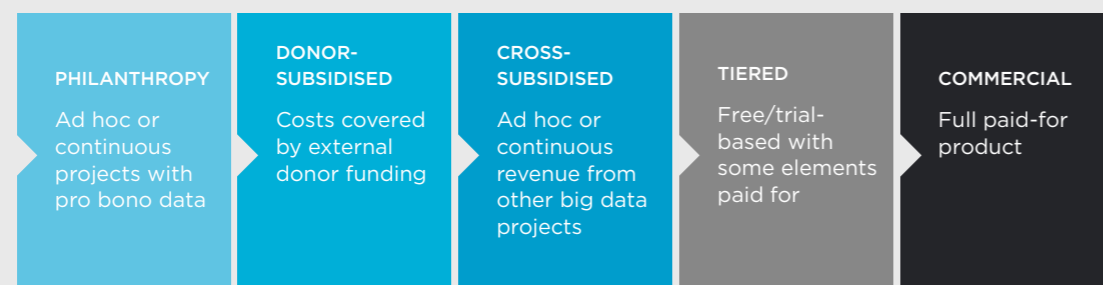 PHILANTHROPY
Ad hoc or
continuous
projects with
pro bono data
DONOR-
SUBSIDISED
Costs covered
by external
donor funding
CROSS-
SUBSIDISED
Ad hoc or
continuous
revenue from
other big data
projects
TIERED
Free/trial-
based with
some elements
paid for
COMMERCIAL
Full paid-for
product